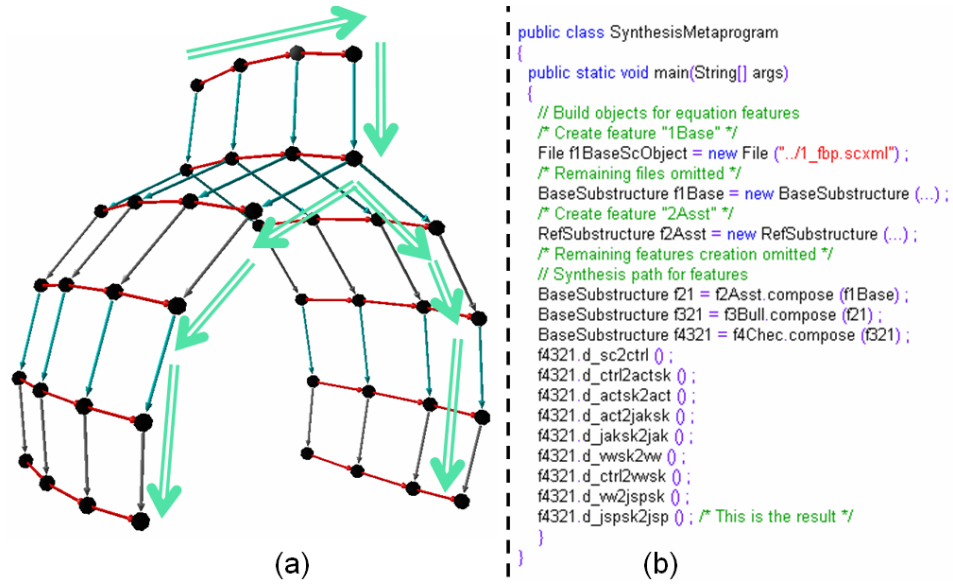 public class SynthesisMetaprogram
{
public static void main(String[] args)
{
// Build objects for equation features
/* Create feature "1Base" */
File f1BaseScObject = new File ("../1_fbp.scxml") ;
/* Remaining files omitted */
BaseSubstructure f1Base = new BaseSubstructure (...) ;
/* Create feature "2Asst" */
RefSubstructure f2Asst = new RefSubstructure (...) ;
/* Remaining features creation omitted */
// Synthesis path for features
BaseSubstructure f21 = f2Asst.compose (f1Base) ;
BaseSubstructure f321 = f3Bull.compose (f21) ;
BaseSubstructure f4321 = f4Chec.compose (f321) ;
f4321.d_sc2ctrl () ;
f4321.d_ctrl2actsk () ;
f4321.d_actsk2act () ;
f4321.d_act2jaksk () ;
f4321.d_jaksk2jak () ;
f4321.d_vwsk2vw () ;
f4321.d_ctrl2vwsk () ;
f4321.d_vw2jspsk () ;
f4321.d_jspsk2jsp () ; /* This is the result */
}
}
(a)
(b)